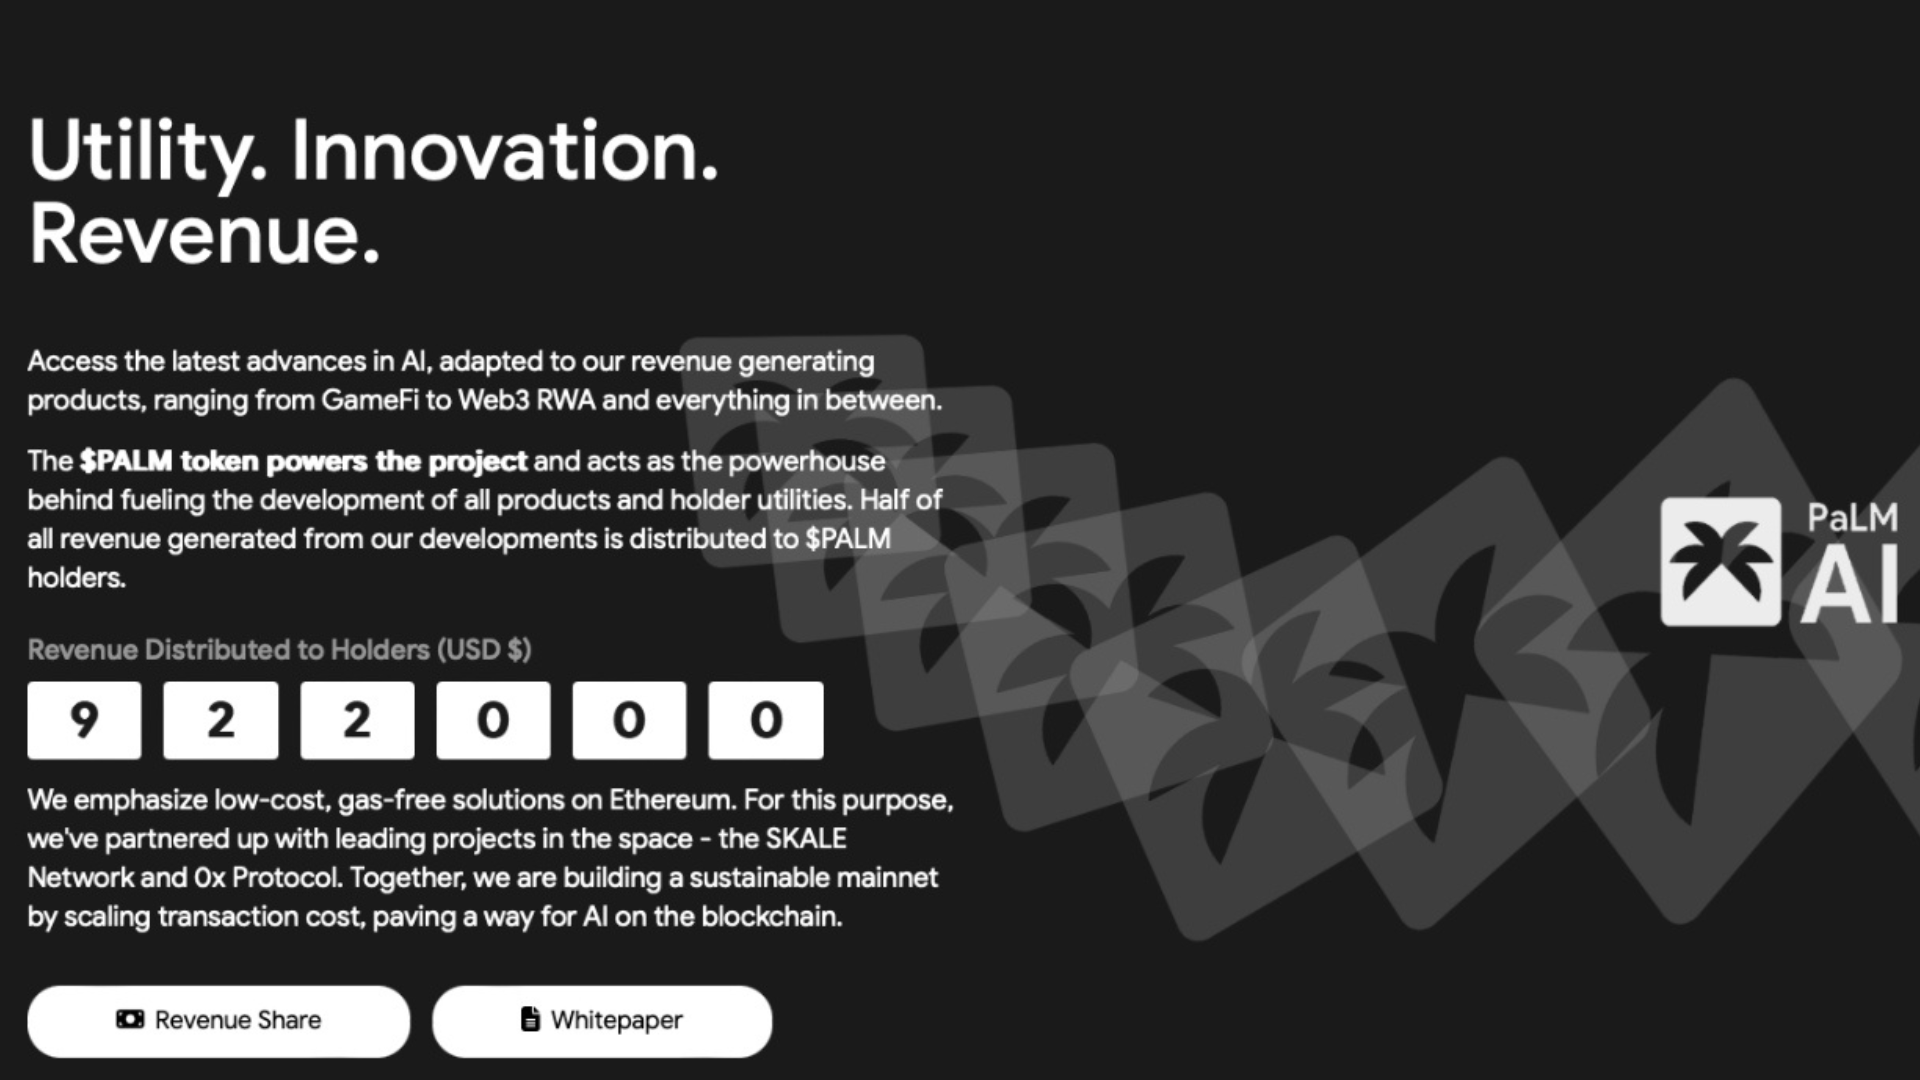 Utility. Innovation.
Revenue.
Access the latest advances in AI, adapted to our revenue generating
products, ranging from GameFi to Web3 RWA and everything in between.
The $PALM token powers the project and acts as the powerhouse
behind fueling the development of all products and holder utilities. Half of
all revenue generated from our developments is distributed to $PALM
holders.
PaLM
AI
Revenue Distributed to Holders (USD $)
9 2 2 0 0 0
We emphasize low-cost, gas-free solutions on Ethereum. For this purpose,
we've partnered up with leading projects in the space - the SKALE
Network and 0x Protocol. Together, we are building a sustainable mainnet
by scaling transaction cost, paving a way for AI on the blockchain.
Revenue Share
Whitepaper